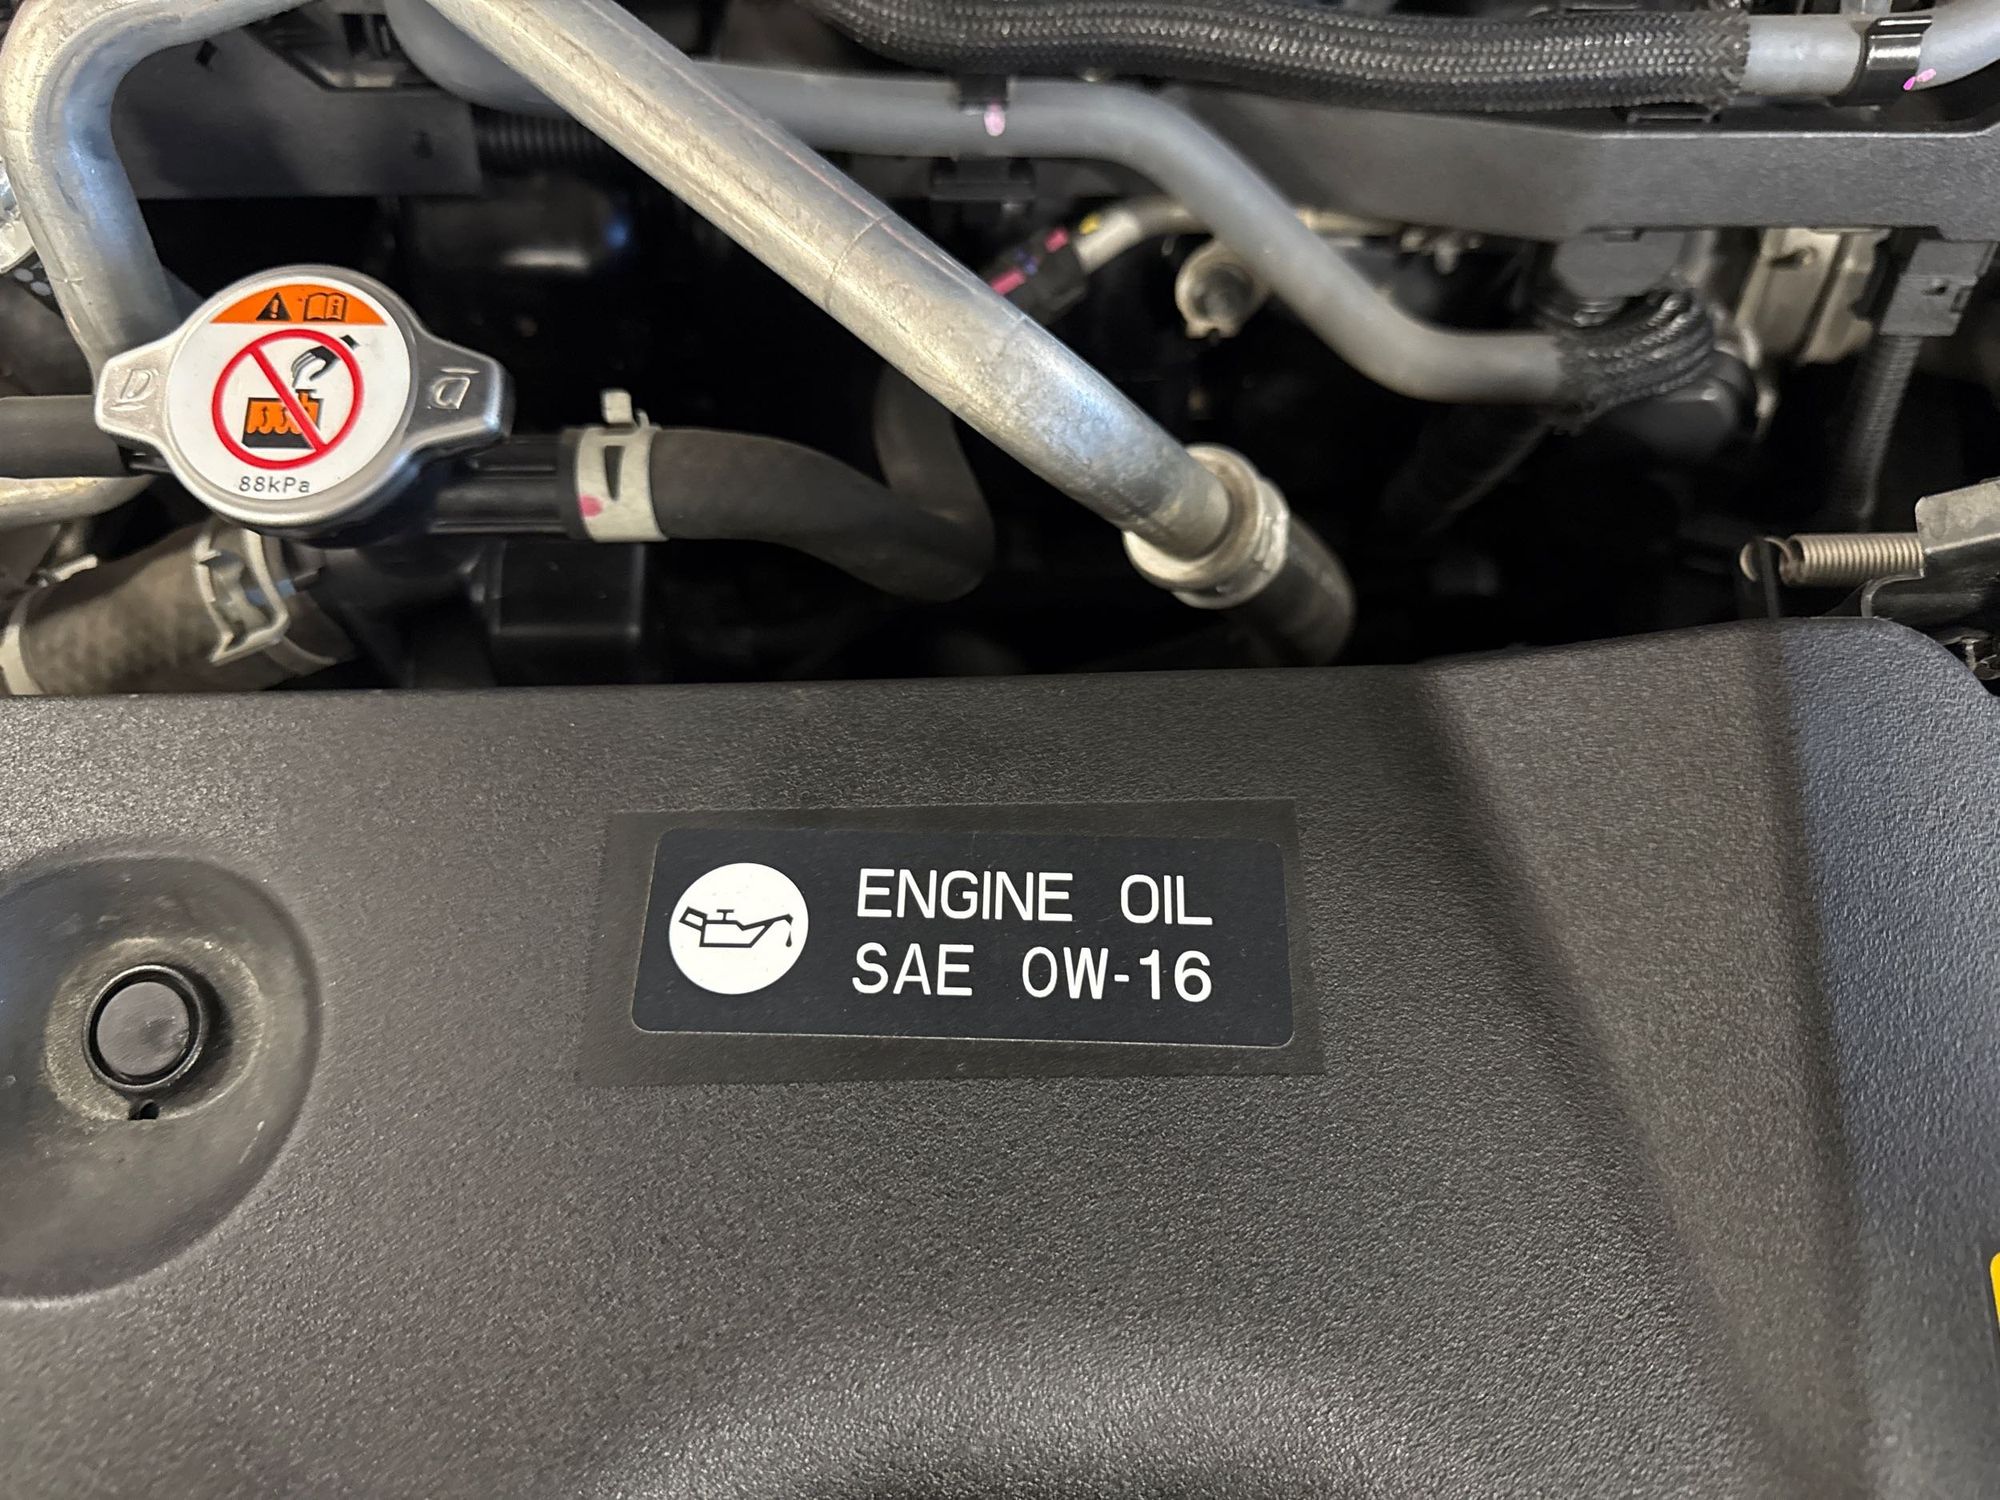 88kPa
ENGINE OIL
SAE 0W-16